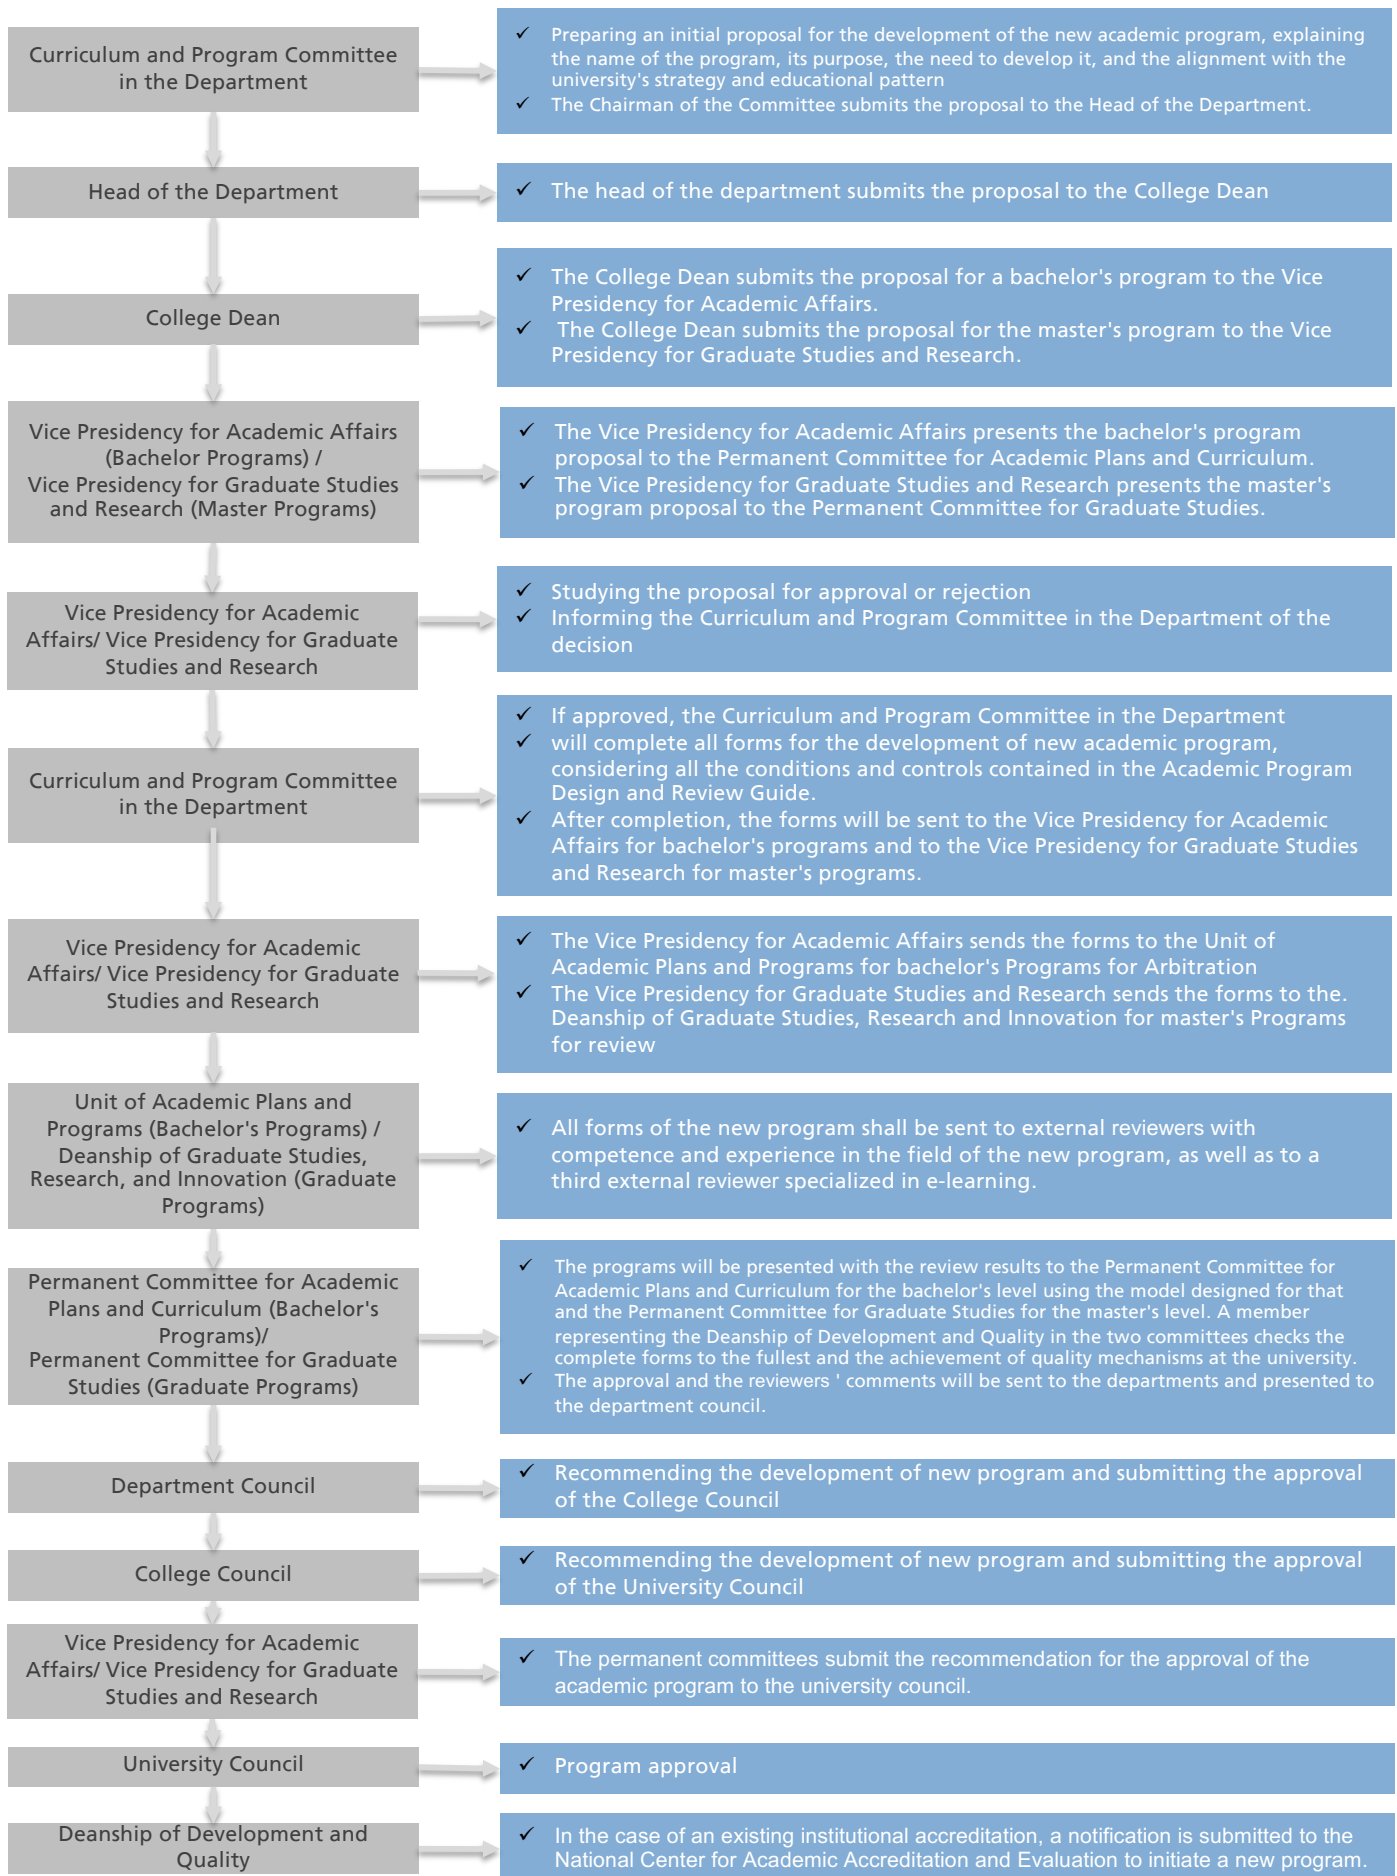 Curriculum and Program Committee
in the Department
✓ Preparing an initial proposal for the development of the new academic program, explaining
the name of the program, its purpose, the need to develop it, and the alignment with the
university's strategy and educational pattern
✓ The Chairman of the Committee submits the proposal to the Head of the Department.
Head of the Department
✓ The head of the department submits the proposal to the College Dean
College Dean
✓ The College Dean submits the proposal for a bachelor's program to the Vice
Presidency for Academic Affairs.
✓ The College Dean submits the proposal for the master's program to the Vice
Presidency for Graduate Studies and Research.
Vice Presidency for Academic Affairs
(Bachelor Programs) /
Vice Presidency for Graduate Studies
and Research (Master Programs)
✓ The Vice Presidency for Academic Affairs presents the bachelor's program
proposal to the Permanent Committee for Academic Plans and Curriculum.
✓ The Vice Presidency for Graduate Studies and Research presents the master's
program proposal to the Permanent Committee for Graduate Studies.
Vice Presidency for Academic
Affairs/ Vice Presidency for Graduate
Studies and Research
✓ Studying the proposal for approval or rejection
✓ Informing the Curriculum and Program Committee in the Department of the
decision
Curriculum and Program Committee
in the Department
✓ If approved, the Curriculum and Program Committee in the Department
✓ will complete all forms for the development of new academic program,
considering all the conditions and controls contained in the Academic Program
Design and Review Guide.
✓ After completion, the forms will be sent to the Vice Presidency for Academic
Affairs for bachelor's programs and to the Vice Presidency for Graduate Studies
and Research for master's programs.
Vice Presidency for Academic
Affairs/ Vice Presidency for Graduate
Studies and Research
✓ The Vice Presidency for Academic Affairs sends the forms to the Unit of
Academic Plans and Programs for bachelor's Programs for Arbitration
✓ The Vice Presidency for Graduate Studies and Research sends the forms to the.
Deanship of Graduate Studies, Research and Innovation for master's Programs
for review
Unit of Academic Plans and
Programs (Bachelor's Programs) /
Deanship of Graduate Studies,
Research, and Innovation (Graduate
Programs)
✓ All forms of the new program shall be sent to external reviewers with
competence and experience in the field of the new program, as well as to a
third external reviewer specialized in e-learning.
Permanent Committee for Academic
Plans and Curriculum (Bachelor's
Programs)/
Permanent Committee for Graduate
Studies (Graduate Programs)
✓ The programs will be presented with the review results to the Permanent Committee for
Academic Plans and Curriculum for the bachelor's level using the model designed for that
and the Permanent Committee for Graduate Studies for the master's level. A member
representing the Deanship of Development and Quality in the two committees checks the
complete forms to the fullest and the achievement of quality mechanisms at the university.
✓ The approval and the reviewers ' comments will be sent to the departments and presented to
the department council.
Department Council
✓ Recommending the development of new program and submitting the approval
of the College Council
College Council
✓ Recommending the development of new program and submitting the approval
of the University Council
Vice Presidency for Academic
Affairs/ Vice Presidency for Graduate
Studies and Research
✓ The permanent committees submit the recommendation for the approval of the
academic program to the university council.
University Council
✓ Program approval
Deanship of Development and
Quality
✓ In the case of an existing institutional accreditation, a notification is submitted to the
National Center for Academic Accreditation and Evaluation to initiate a new program.